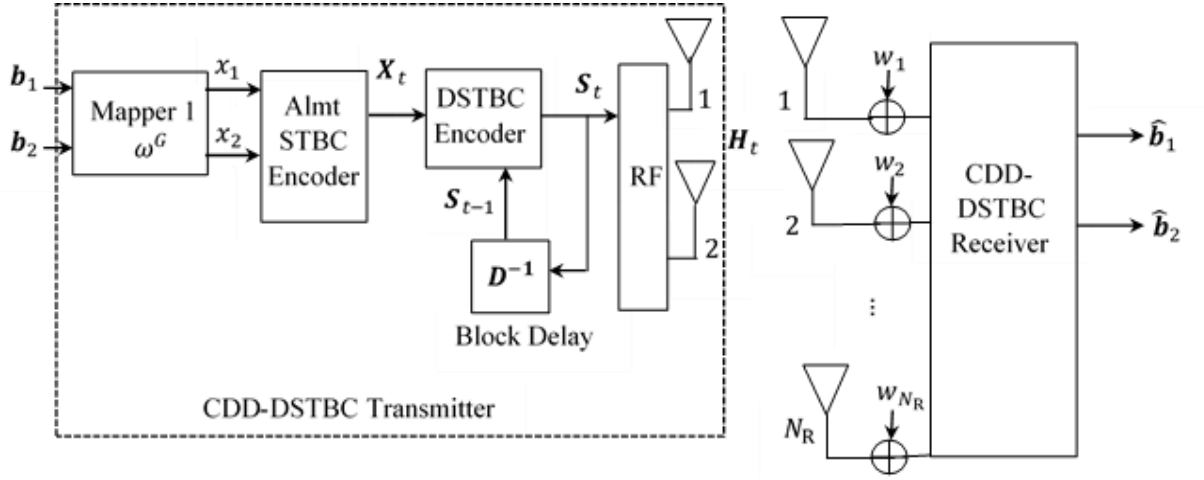 b₁
b₂
Mapper 1
ω^G
x₁
x₂
Almt
STBC
Encoder
X_t
DSTBC
Encoder
S_t
S_{t−1}
D⁻¹
Block Delay
RF
1
2
H_t
CDD-DSTBC Transmitter
1
w₁
2
w₂
⋮
N_R
w_{N_R}
CDD-
DSTBC
Receiver
b̂₁
b̂₂